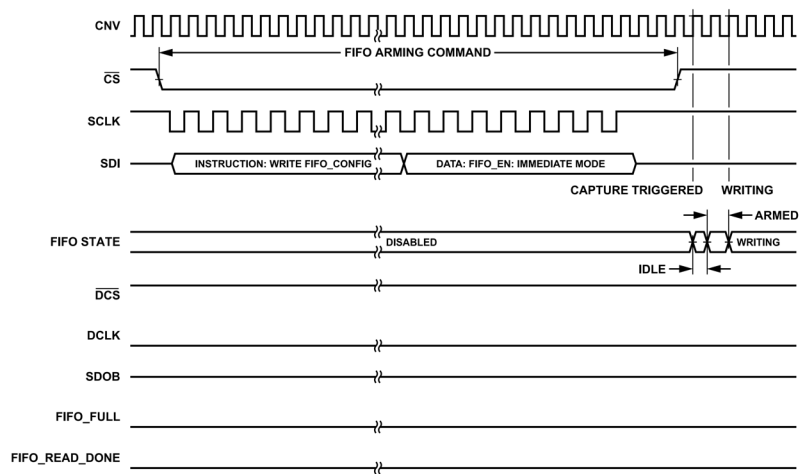 CNV
FIFO ARMING COMMAND
CS
SCLK
SDI
INSTRUCTION: WRITE FIFO_CONFIG
DATA: FIFO_EN: IMMEDIATE MODE
CAPTURE TRIGGERED
WRITING
ARMED
FIFO STATE
DISABLED
WRITING
IDLE
DCS
DCLK
SDOB
FIFO_FULL
FIFO_READ_DONE